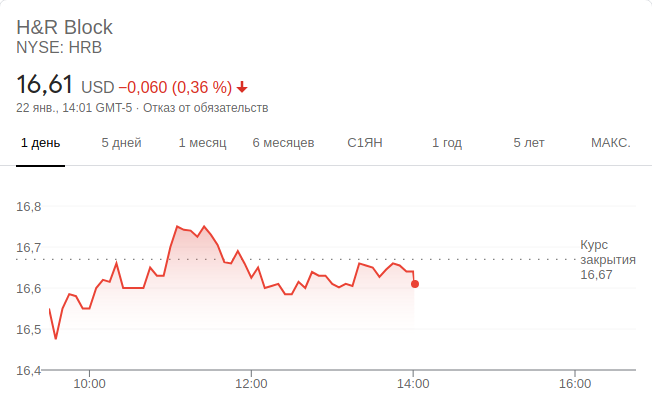 H&R Block
NYSE: HRB
16,61 USD −0,060 (0,36 %)
22 янв., 14:01 GMT-5 · Отказ от обязательств
1 день 5 дней 1 месяц 6 месяцев С1ЯН 1 год 5 лет МАКС.
16,8
16,7
Курс
закрытия
16,67
16,6
16,5
16,4
10:00 12:00 14:00 16:00